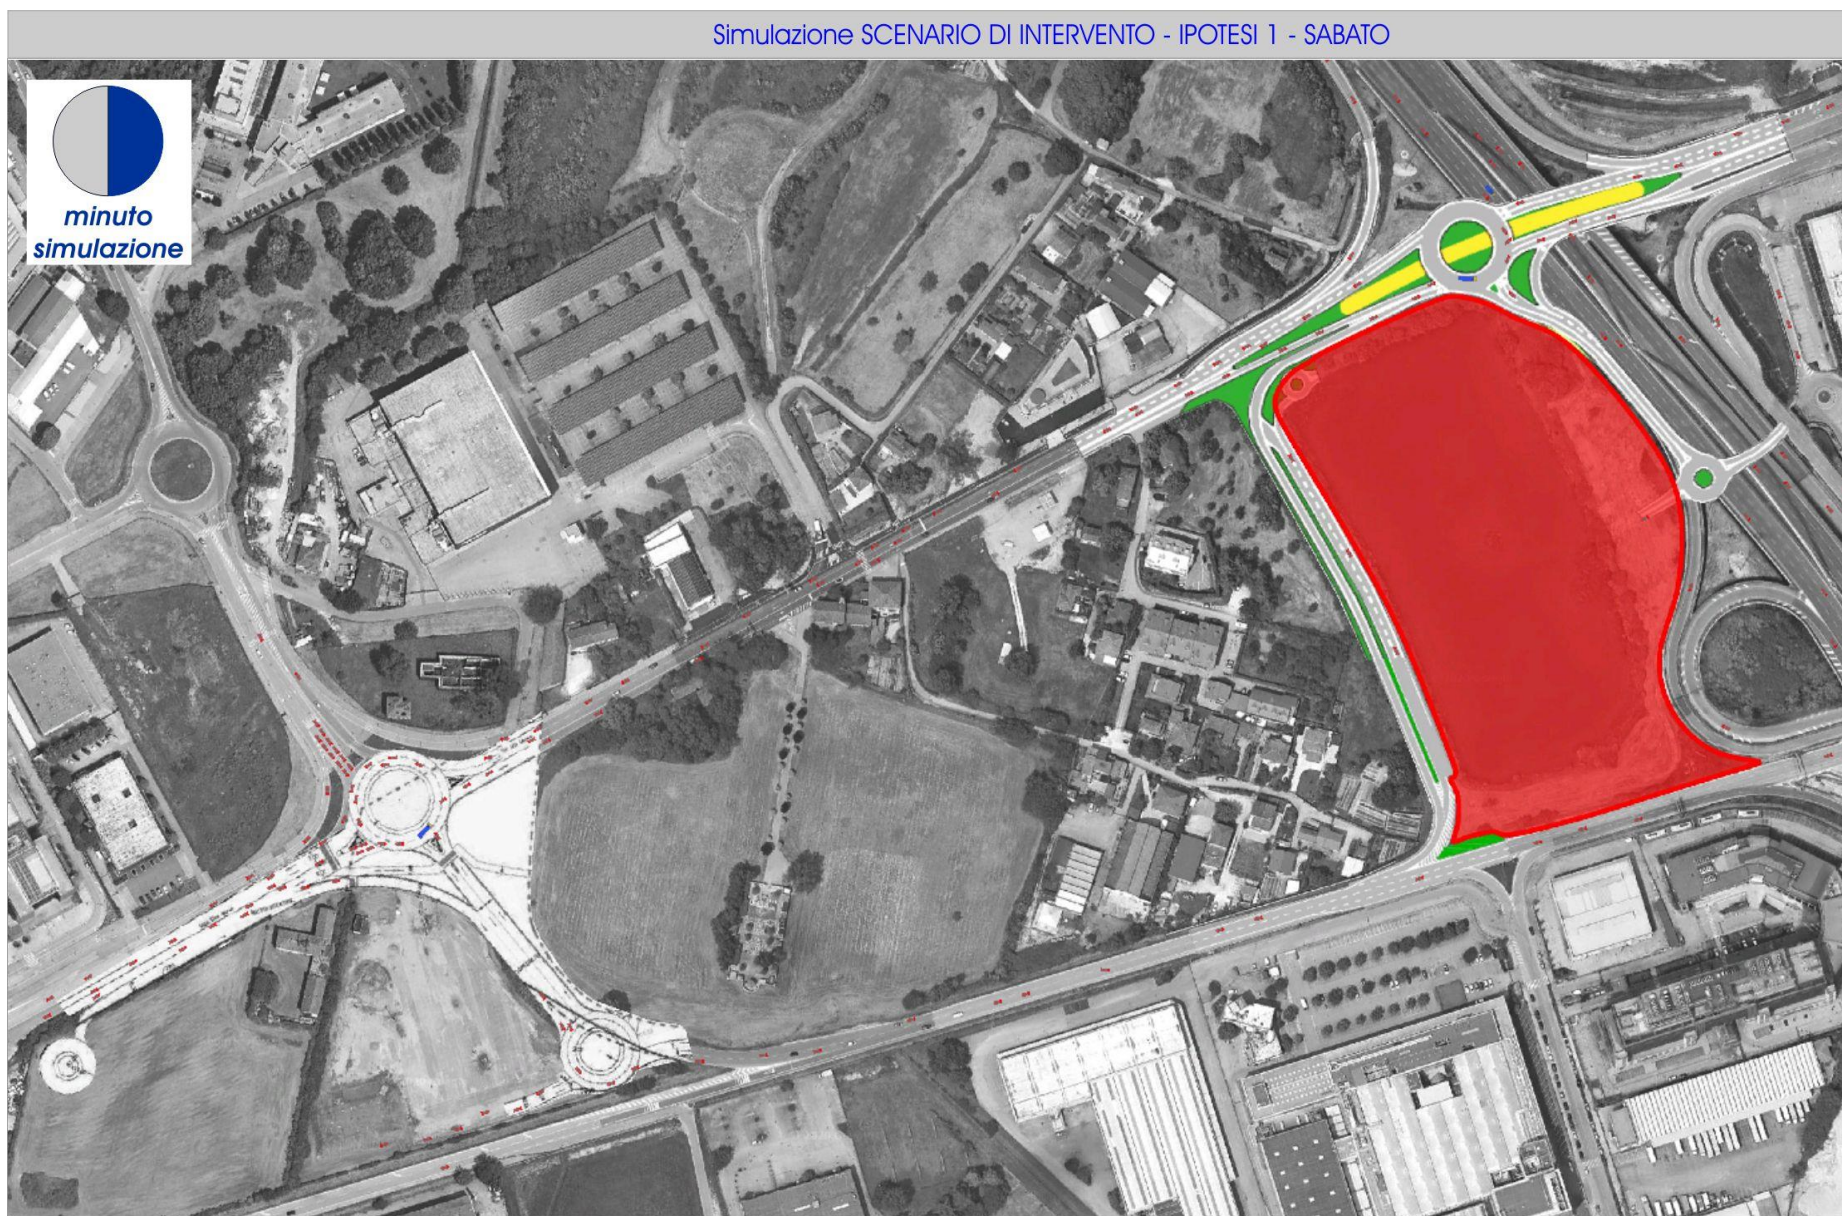 Simulazione SCENARIO DI INTERVENTO - IPOTESI 1 - SABATO
minuto
simulazione